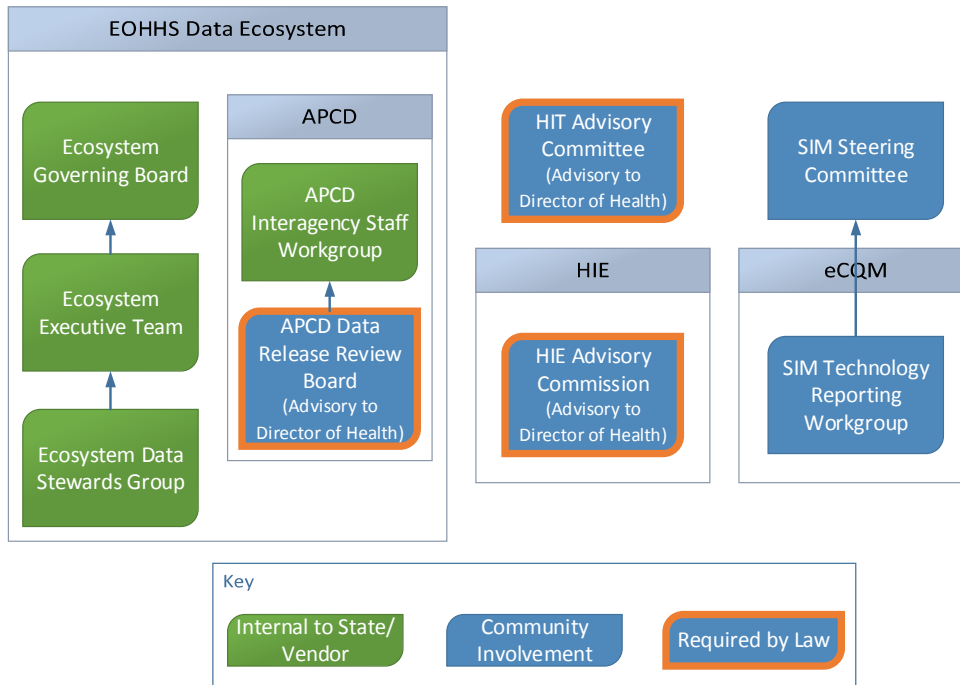 EOHHS Data Ecosystem
Ecosystem
Governing Board
Ecosystem
Executive Team
Ecosystem Data
Stewards Group
APCD
APCD
Interagency Staff
Workgroup
APCD Data
Release Review
Board
(Advisory to
Director of Health)
HIT Advisory
Committee
(Advisory to
Director of Health)
HIE
HIE Advisory
Commission
(Advisory to
Director of Health)
SIM Steering
Committee
eCQM
SIM Technology
Reporting
Workgroup
Key
Internal to State/
Vendor
Community
Involvement
Required by Law